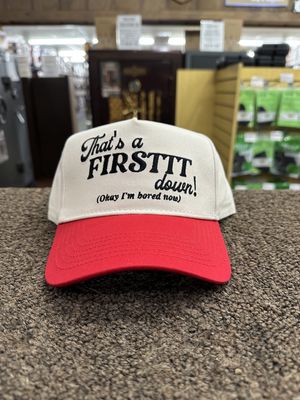 That's a
FIRSTTT
down!
(Okay I'm bored now)